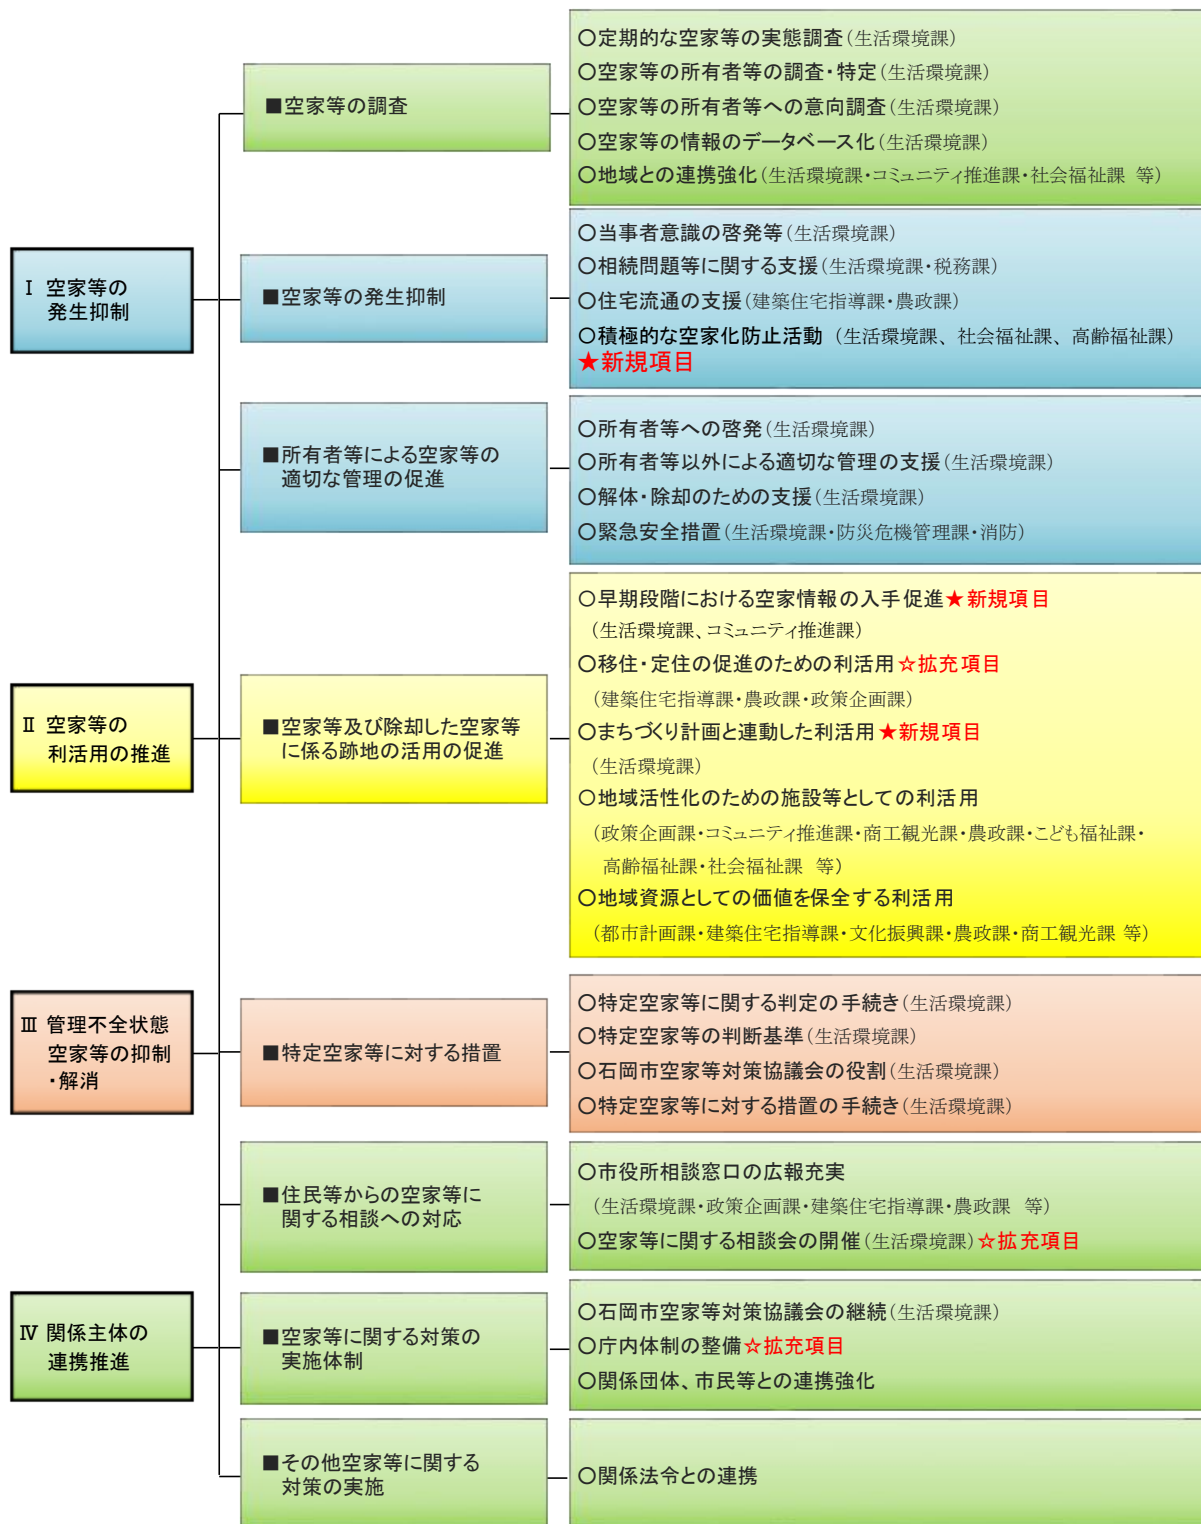 ■空家等の調査
〇定期的な空家等の実態調査(生活環境課)
〇空家等の所有者等の調査・特定(生活環境課)
〇空家等の所有者等への意向調査(生活環境課)
〇空家等の情報のデータベース化(生活環境課)
〇地域との連携強化(生活環境課・コミュニティ推進課・社会福祉課 等)
Ⅰ 空家等の
発生抑制
■空家等の発生抑制
〇当事者意識の啓発等(生活環境課)
〇相続問題等に関する支援(生活環境課・税務課)
〇住宅流通の支援(建築住宅指導課・農政課)
〇積極的な空家化防止活動 (生活環境課、社会福祉課、高齢福祉課)
★新規項目
■所有者等による空家等の
適切な管理の促進
〇所有者等への啓発(生活環境課)
〇所有者等以外による適切な管理の支援(生活環境課)
〇解体・除却のための支援(生活環境課)
〇緊急安全措置(生活環境課・防災危機管理課・消防)
Ⅱ 空家等の
利活用の推進
■空家等及び除却した空家等
に係る跡地の活用の促進
〇早期段階における空家情報の入手促進★新規項目
(生活環境課、コミュニティ推進課)
〇移住・定住の促進のための利活用☆拡充項目
(建築住宅指導課・農政課・政策企画課)
〇まちづくり計画と連動した利活用★新規項目
(生活環境課)
〇地域活性化のための施設等としての利活用
(政策企画課・コミュニティ推進課・商工観光課・農政課・こども福祉課・
高齢福祉課・社会福祉課 等)
〇地域資源としての価値を保全する利活用
(都市計画課・建築住宅指導課・文化振興課・農政課・商工観光課 等)
Ⅲ 管理不全状態
空家等の抑制
・解消
■特定空家等に対する措置
〇特定空家等に関する判定の手続き(生活環境課)
〇特定空家等の判断基準(生活環境課)
〇石岡市空家等対策協議会の役割(生活環境課)
〇特定空家等に対する措置の手続き(生活環境課)
■住民等からの空家等に
関する相談への対応
〇市役所相談窓口の広報充実
(生活環境課・政策企画課・建築住宅指導課・農政課 等)
〇空家等に関する相談会の開催(生活環境課)☆拡充項目
Ⅳ 関係主体の
連携推進
■空家等に関する対策の
実施体制
〇石岡市空家等対策協議会の継続(生活環境課)
〇庁内体制の整備☆拡充項目
〇関係団体、市民等との連携強化
■その他空家等に関する
対策の実施
〇関係法令との連携